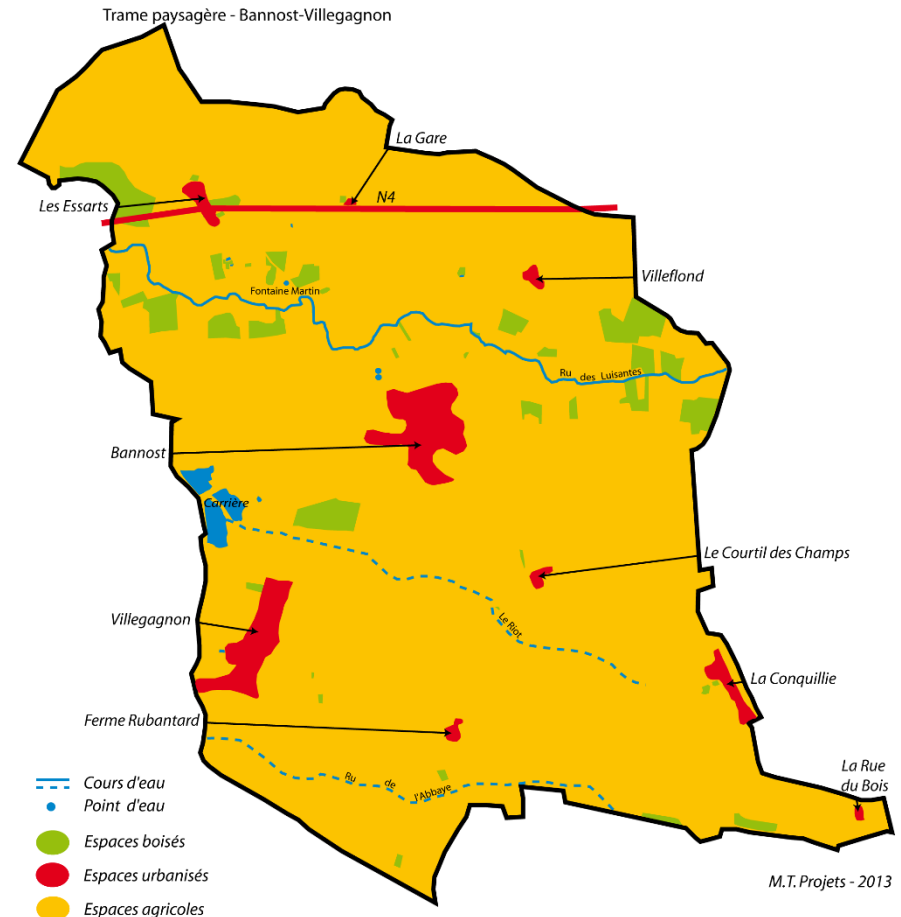 Trame paysagère - Bannost-Villegagnon
La Gare
N4
Les Essarts
Villeflond
Fontaine Martin
Ru des Luisantes
Bannost
Carrière
Le Courtil des Champs
Villegagnon
Le Riot
La Conquillie
Ferme Rubantard
La Rue
du Bois
Ru de l'Abbaye
Cours d'eau
Point d'eau
Espaces boisés
Espaces urbanisés
Espaces agricoles
M.T. Projets - 2013